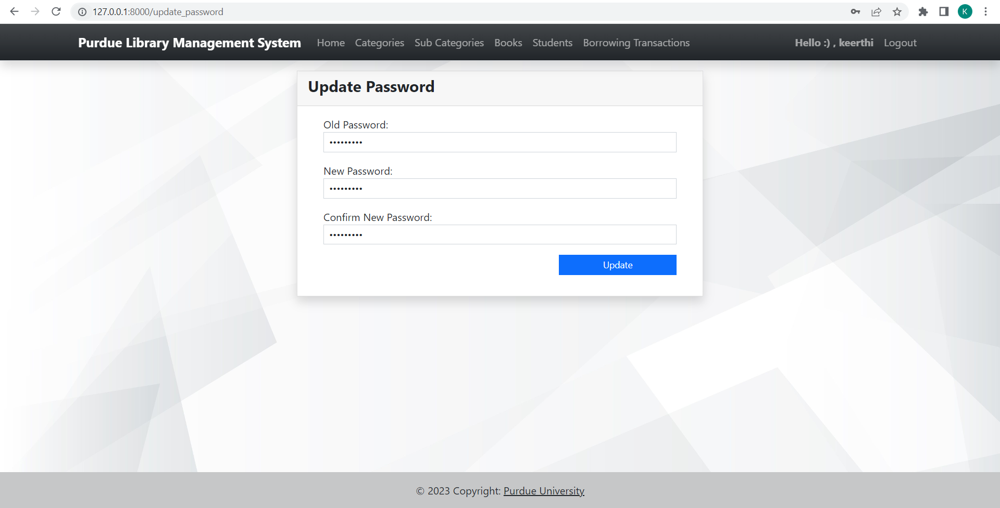 127.0.0.1:8000/update_password
K
Purdue Library Management System Home Categories Sub Categories Books Students Borrowing Transactions Hello :) , keerthi Logout
Update Password
Old Password:
•••••••••
New Password:
•••••••••
Confirm New Password:
•••••••••
Update
© 2023 Copyright: Purdue University